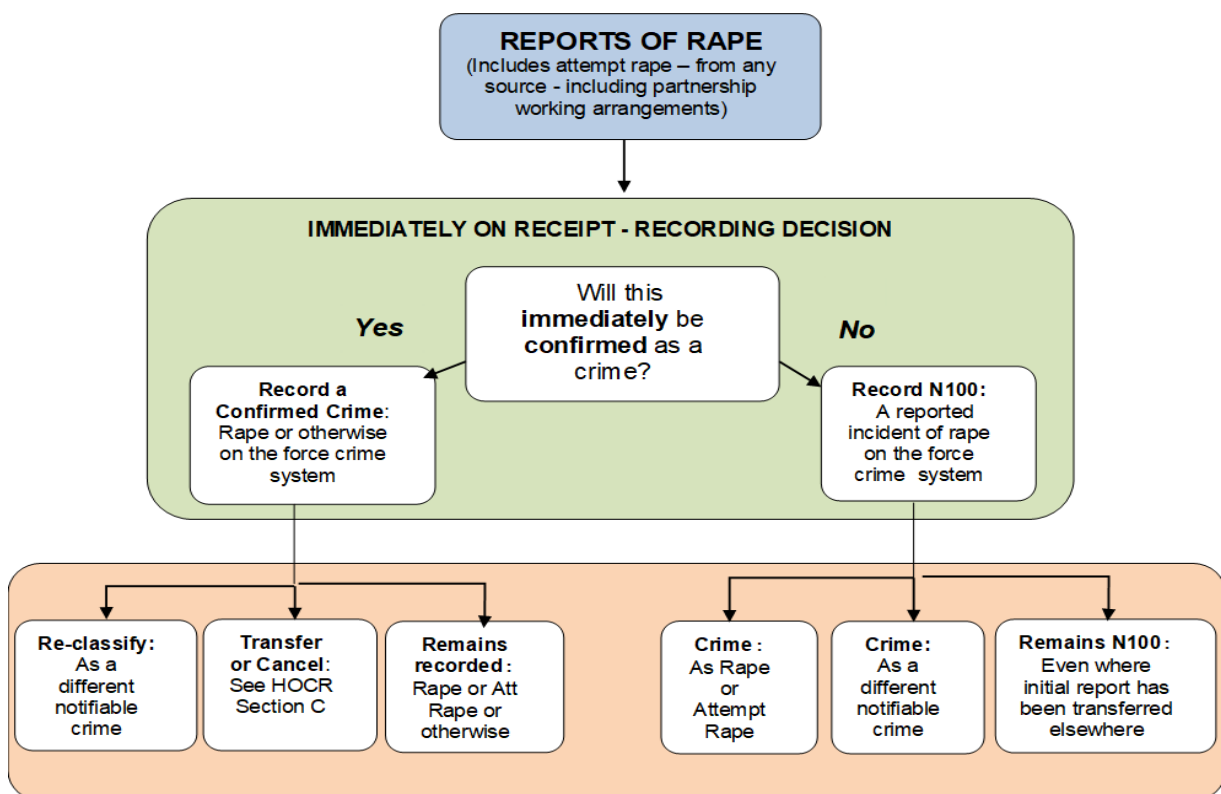 REPORTS OF RAPE
(Includes attempt rape – from any
source - including partnership
working arrangements)
IMMEDIATELY ON RECEIPT - RECORDING DECISION
Will this
immediately be
confirmed as a
crime?
Yes
No
Record a
Confirmed Crime:
Rape or otherwise
on the force crime
system
Record N100:
A reported
incident of rape
on the force
crime system
Re-classify:
As a
different
notifiable
crime
Transfer
or Cancel:
See HOCR
Section C
Remains
recorded:
Rape or Att
Rape or
otherwise
Crime:
As Rape
or
Attempt
Rape
Crime:
As a
different
notifiable
crime
Remains N100:
Even where
initial report has
been transferred
elsewhere